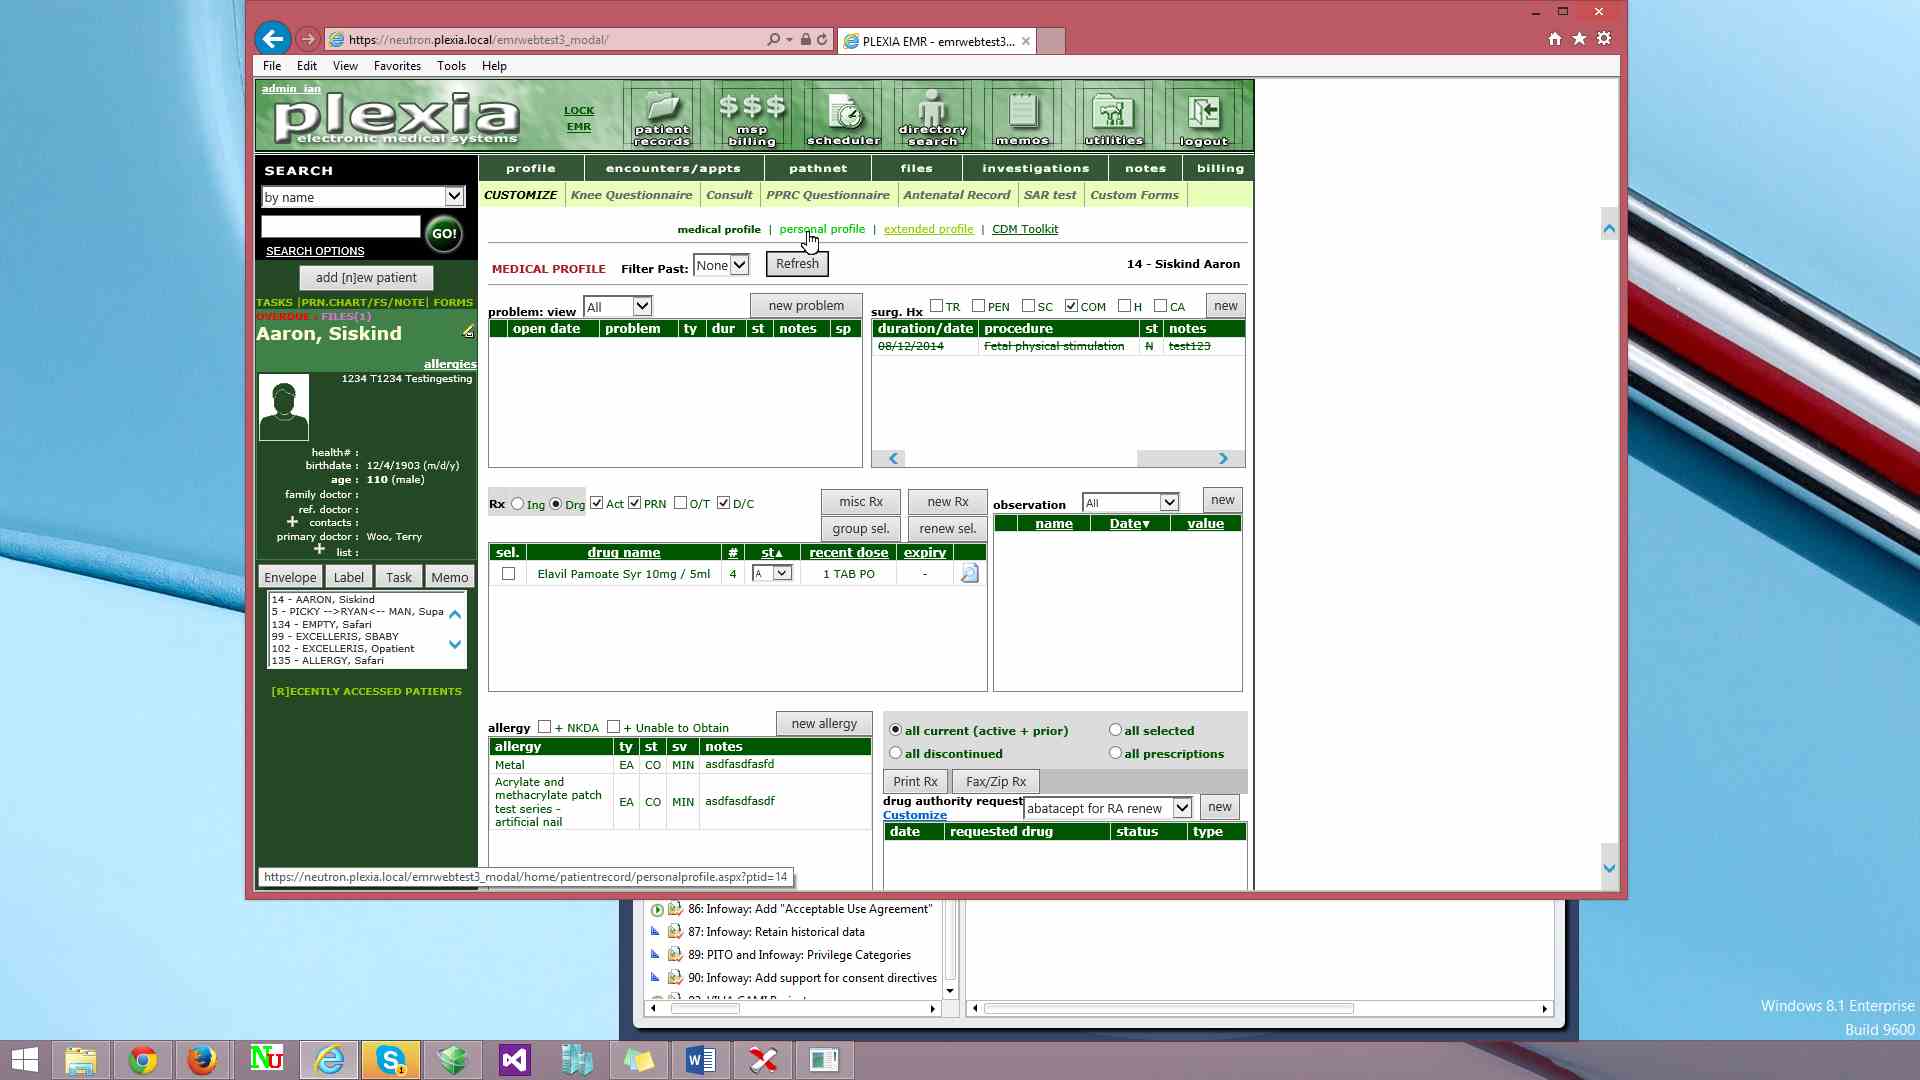 https://neutron.plexia.local/emrwebtest3_modal/
PLEXIA EMR - emrwebtest3...
File Edit View Favorites Tools Help
admin_ian
plexia
electronic medical systems
LOCK
EMR
patient records
$$$ msp billing
scheduler
directory search
memos
utilities
logout
SEARCH
by name
GO!
SEARCH OPTIONS
profile encounters/appts pathnet files investigations notes billing
CUSTOMIZE Knee Questionnaire Consult PPRC Questionnaire Antenatal Record SAR test Custom Forms
add [n]ew patient
TASKS |PRN.CHART/FS/NOTE| FORMS
OVERDUE : FILES(1)
Aaron, Siskind
allergies
1234 T1234 Testingesting
health# :
birthdate : 12/4/1903 (m/d/y)
age : 110 (male)
family doctor :
ref. doctor :
+ contacts :
primary doctor : Woo, Terry
+ list :
Envelope Label Task Memo
14 - AARON, Siskind
5 - PICKY -->RYAN<-- MAN, Supa
134 - EMPTY, Safari
99 - EXCELLERIS, SBABY
102 - EXCELLERIS, Opatient
135 - ALLERGY, Safari
[R]ECENTLY ACCESSED PATIENTS
medical profile | personal profile | extended profile | CDM Toolkit
MEDICAL PROFILE Filter Past: None Refresh 14 - Siskind Aaron
problem: view All new problem
open date problem ty dur st notes sp
surg. Hx TR PEN SC COM H CA new
duration/date procedure st notes
08/12/2014 Fetal physical stimulation N test123
Rx Ing Drg Act PRN O/T D/C misc Rx new Rx
group sel. renew sel.
sel. drug name # st▲ recent dose expiry
Elavil Pamoate Syr 10mg / 5ml 4 A 1 TAB PO -
observation All new
name Date▼ value
allergy + NKDA + Unable to Obtain new allergy
allergy ty st sv notes
Metal EA CO MIN asdfasdfasfd
Acrylate and
methacrylate patch
test series -
artificial nail EA CO MIN asdfasdfasdf
all current (active + prior) all selected
all discontinued all prescriptions
Print Rx Fax/Zip Rx
drug authority request abatacept for RA renew new
Customize
date requested drug status type
https://neutron.plexia.local/emrwebtest3_modal/home/patientrecord/personalprofile.aspx?ptid=14
86: Infoway: Add "Acceptable Use Agreement"
87: Infoway: Retain historical data
89: PITO and Infoway: Privilege Categories
90: Infoway: Add support for consent directives
Windows 8.1 Enterprise
Build 9600